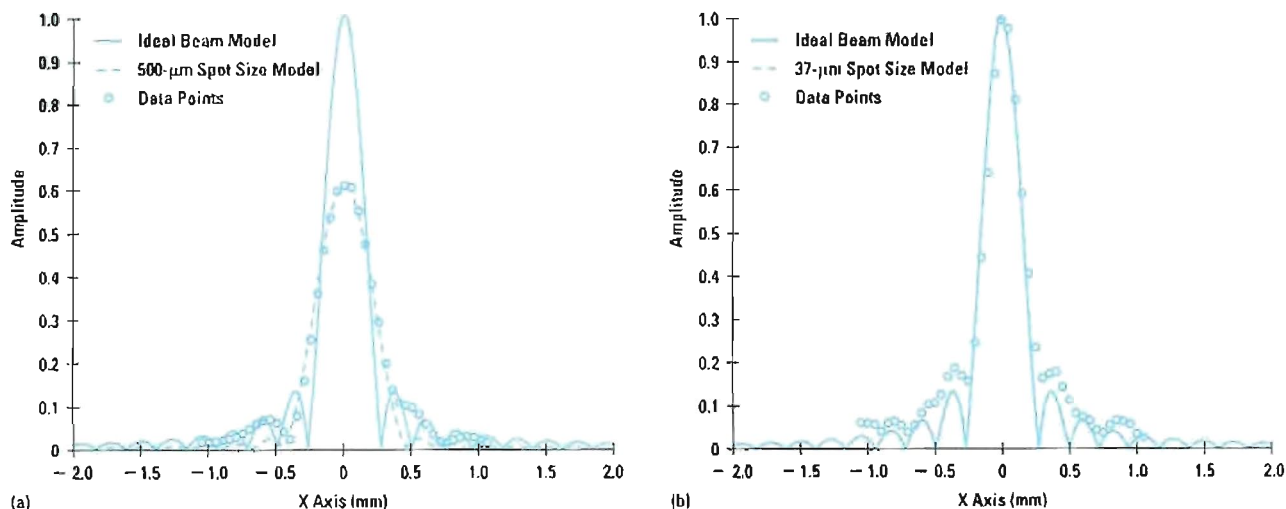 1.0
0.9
0.8
0.7
0.6
0.5
0.4
0.3
0.2
0.1
0
Amplitude
Ideal Beam Model
500-μm Spot Size Model
Data Points
− 2.0 − 1.5 − 1.0 − 0.5 0 0.5 1.0 1.5 2.0
X Axis (mm)
(a)
1.0
0.9
0.8
0.7
0.6
0.5
0.4
0.3
0.2
0.1
0
Amplitude
Ideal Beam Model
37-μm Spot Size Model
Data Points
− 2.0 − 1.5 − 1.0 − 0.5 0 0.5 1.0 1.5 2.0
X Axis (mm)
(b)